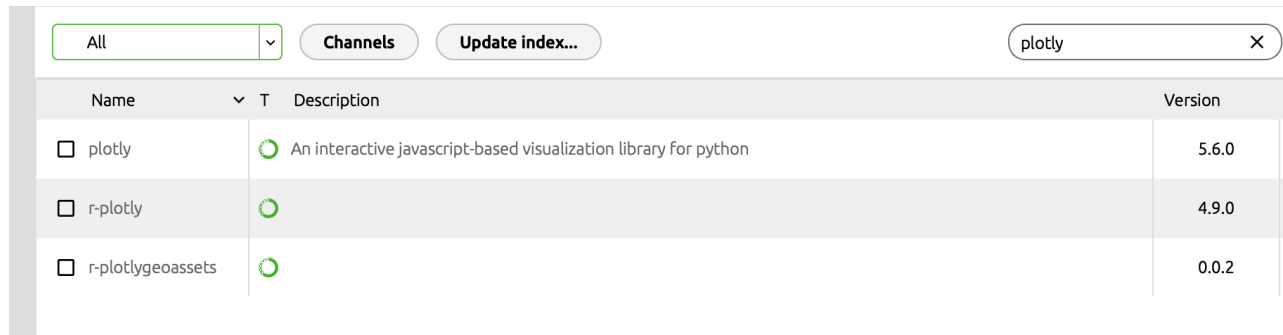 All Channels Update index... plotly
Name T Description Version
plotly An interactive javascript-based visualization library for python 5.6.0
r-plotly 4.9.0
r-plotlygeoassets 0.0.2